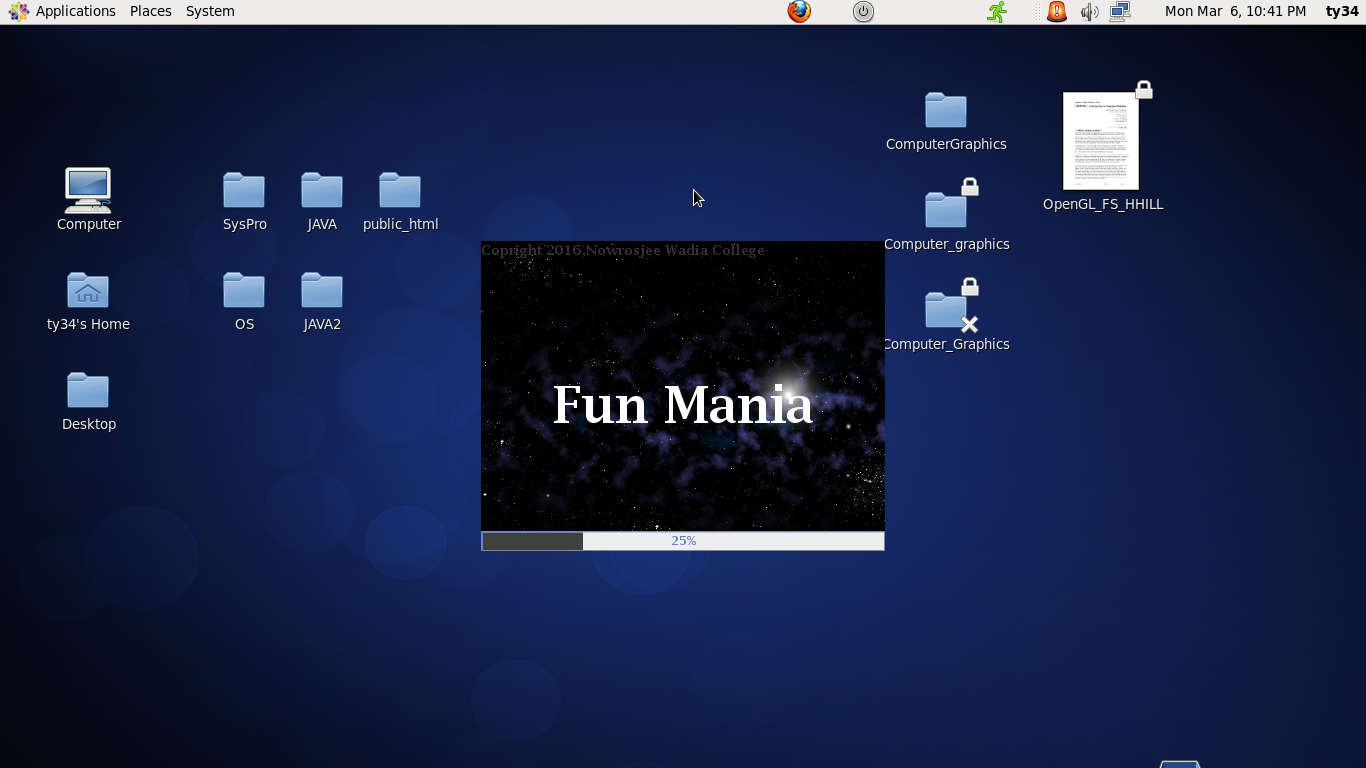 Applications Places System
Mon Mar 6, 10:41 PM ty34
ComputerGraphics
OpenGL_FS_HHILL
Computer SysPro JAVA public_html
Computer_graphics
Copright 2016,Nowrosjee Wadia College
ty34's Home OS JAVA2
Computer_Graphics
Fun Mania
Desktop
25%